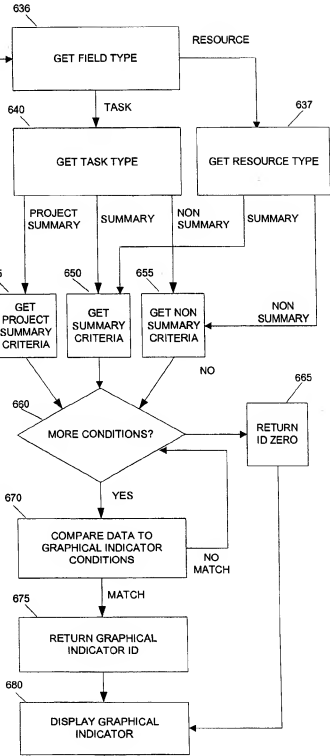 636
GET FIELD TYPE
RESOURCE
TASK
640
637
GET TASK TYPE
GET RESOURCE TYPE
PROJECT
SUMMARY
SUMMARY
NON
SUMMARY
SUMMARY
650
655
GET
PROJECT
SUMMARY
CRITERIA
GET
SUMMARY
CRITERIA
GET NON
SUMMARY
CRITERIA
NON
SUMMARY
NO
660
MORE CONDITIONS?
665
RETURN
ID ZERO
YES
670
COMPARE DATA TO
GRAPHICAL INDICATOR
CONDITIONS
NO
MATCH
MATCH
675
RETURN GRAPHICAL
INDICATOR ID
680
DISPLAY GRAPHICAL
INDICATOR